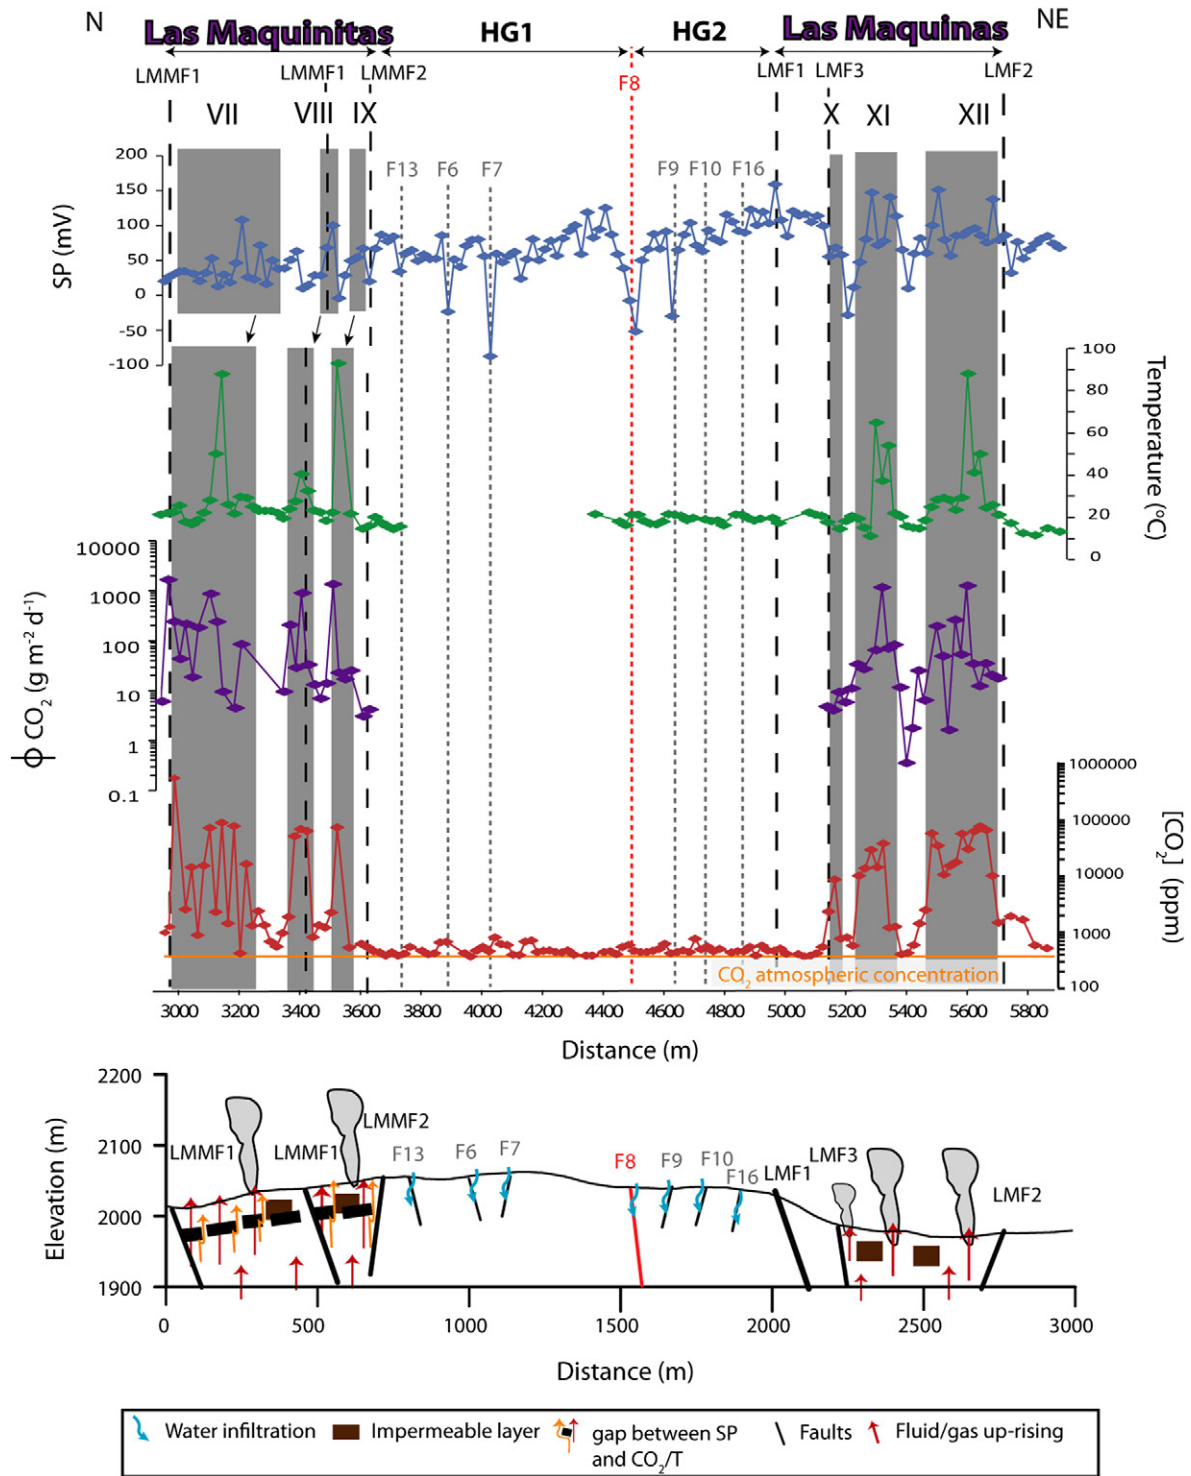 N
NE
Las Maquinitas
HG1
HG2
Las Maquinas
LMMF1
LMMF1
LMMF2
F8
LMF1
LMF3
LMF2
VII
VIII
IX
X
XI
XII
F13
F6
F7
F9
F10
F16
SP (mV)
200
150
100
50
0
-50
-100
Temperature (°C)
100
80
60
40
20
0
ϕ CO₂ (g m⁻² d⁻¹)
10000
1000
100
10
1
0.1
[CO₂] (ppm)
1000000
100000
10000
1000
100
CO₂ atmospheric concentration
3000 3200 3400 3600 3800 4000 4200 4400 4600 4800 5000 5200 5400 5600 5800
Distance (m)
Elevation (m)
2200
2100
2000
1900
LMMF1
LMMF1
LMMF2
F13
F6
F7
F8
F9
F10
F16
LMF1
LMF3
LMF2
0 500 1000 1500 2000 2500 3000
Distance (m)
Water infiltration
Impermeable layer
gap between SP
and CO₂/T
Faults
Fluid/gas up-rising